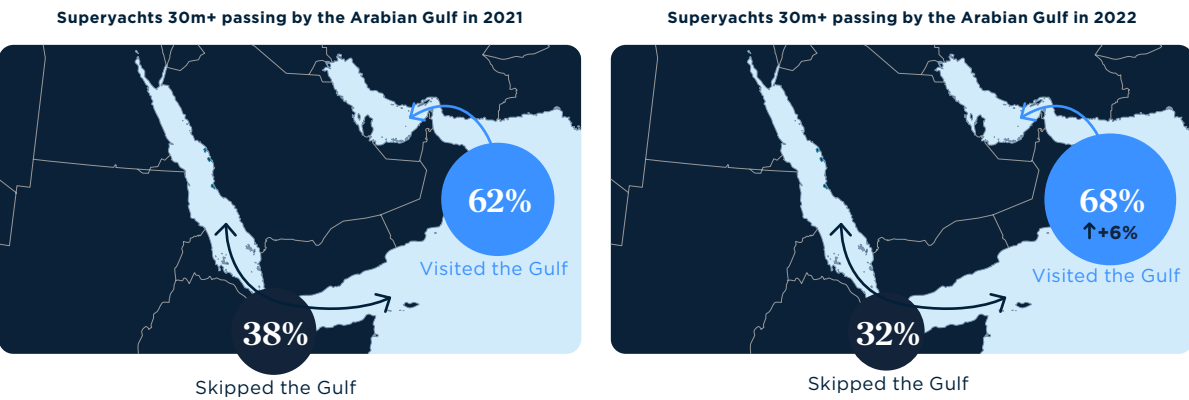 Superyachts 30m+ passing by the Arabian Gulf in 2021
62%
Visited the Gulf
38%
Skipped the Gulf
Superyachts 30m+ passing by the Arabian Gulf in 2022
68%
↑+6%
Visited the Gulf
32%
Skipped the Gulf